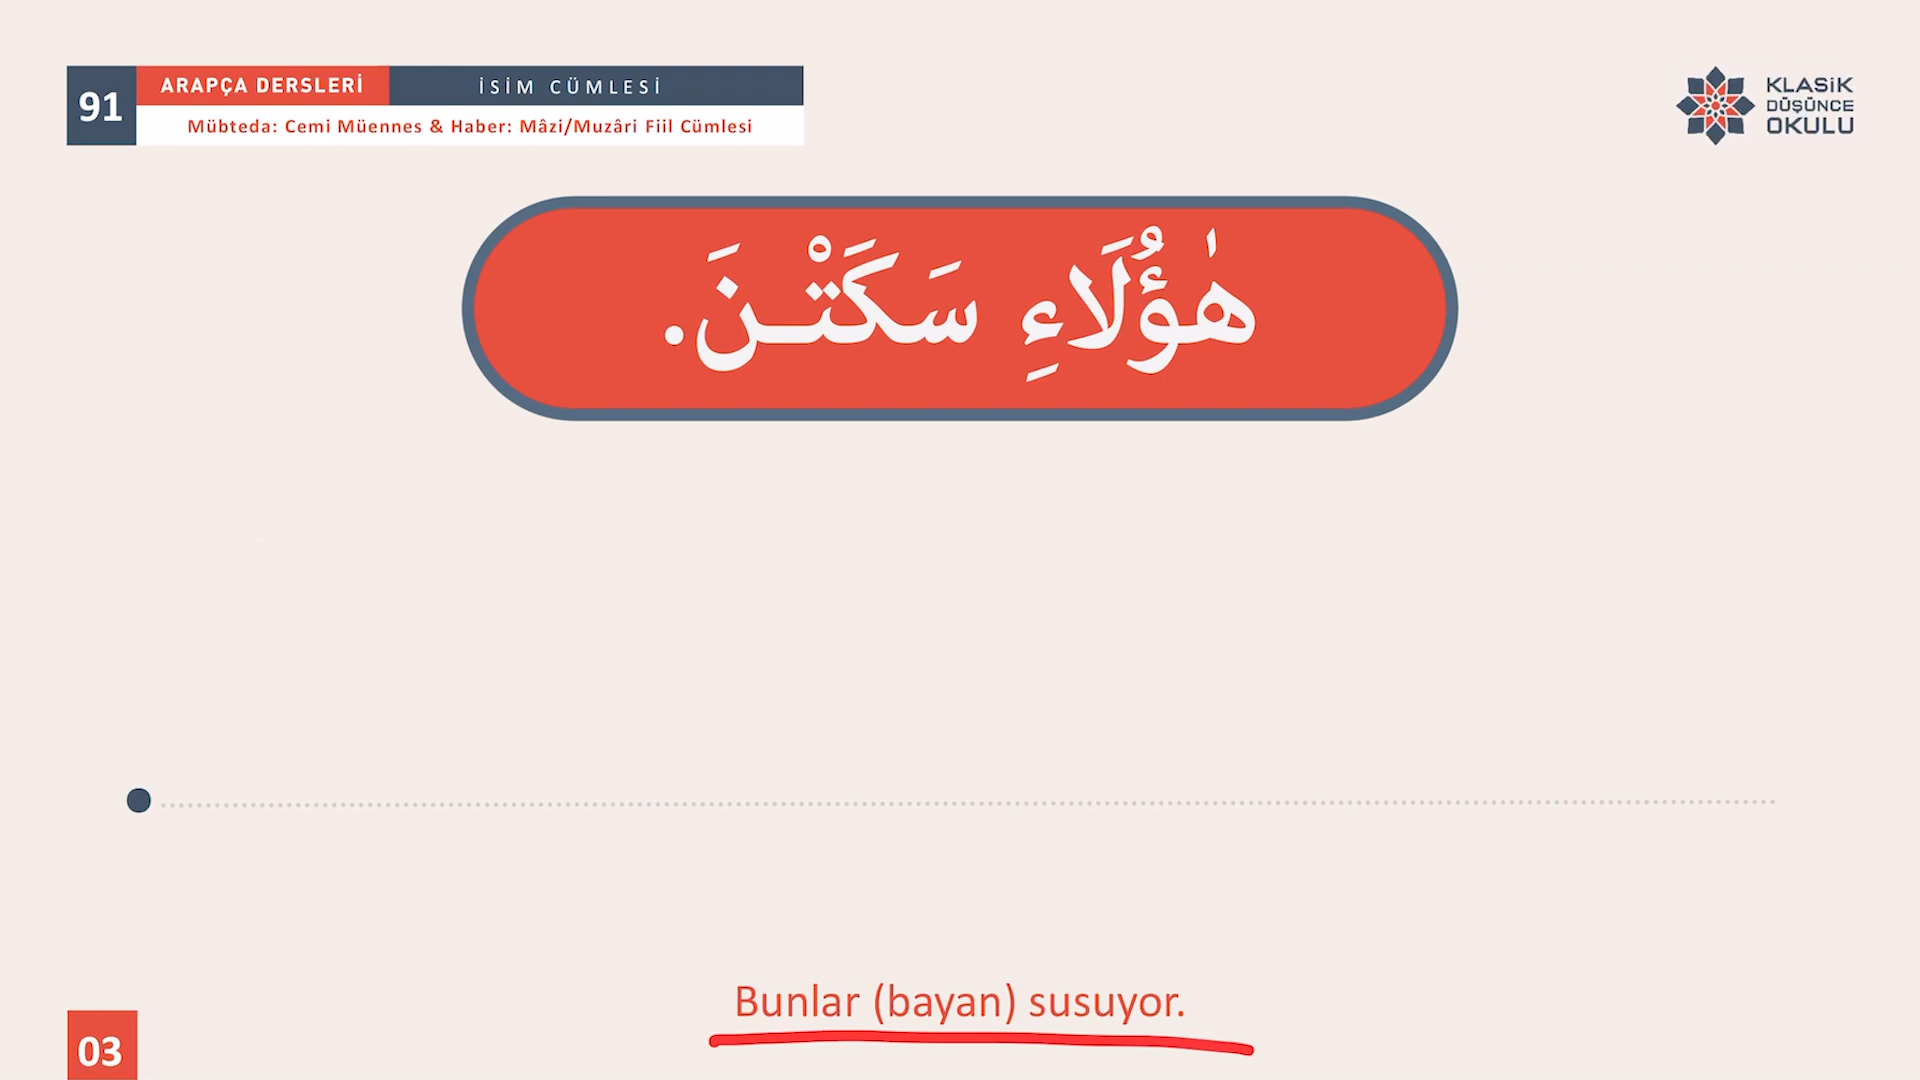 91
ARAPÇA DERSLERİ
İSİM CÜMLESİ
Mübteda: Cemi Müennes & Haber: Mâzi/Muzâri Fiil Cümlesi
KLASİK
DÜŞÜNCE
OKULU
هٰؤُلَاءِ سَكَتْـنَ.
Bunlar (bayan) susuyor.
03